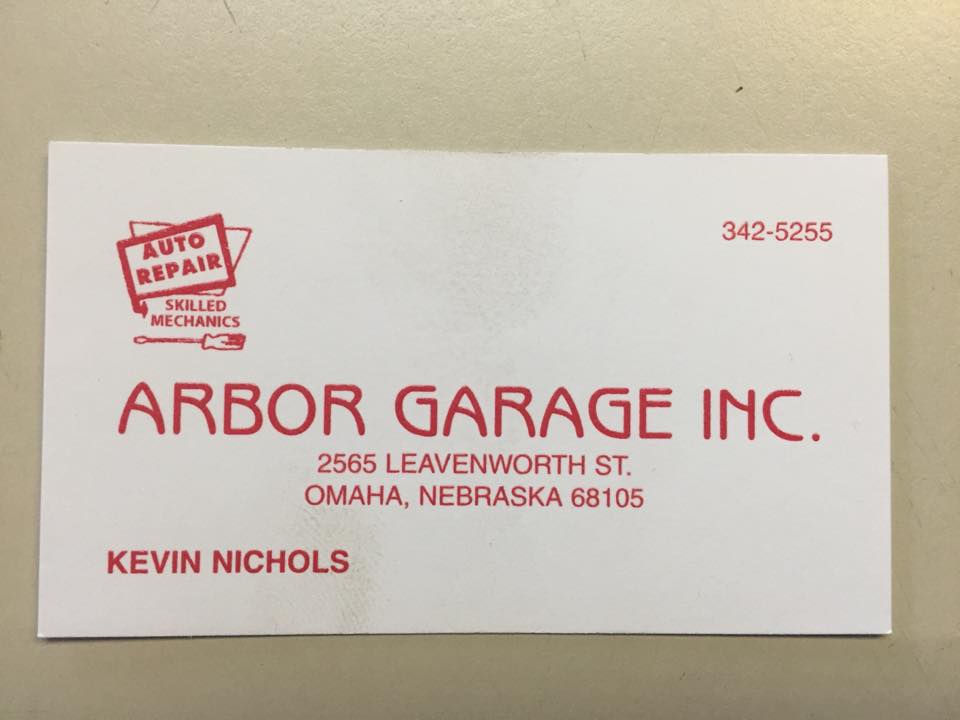 AUTO
REPAIR
SKILLED
MECHANICS
342-5255
ARBOR GARAGE INC.
2565 LEAVENWORTH ST.
OMAHA, NEBRASKA 68105
KEVIN NICHOLS